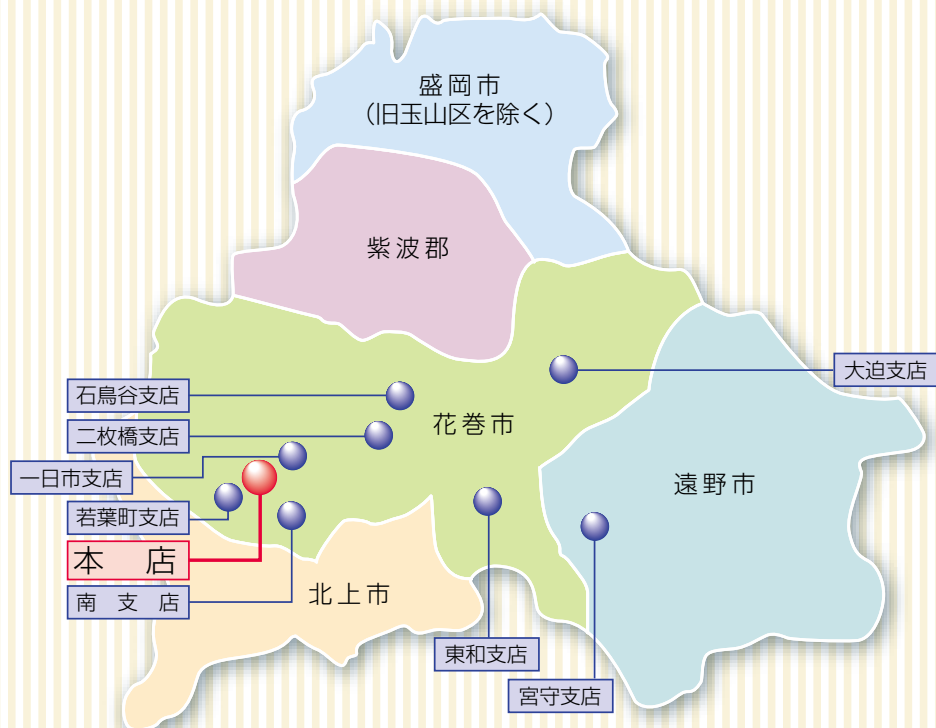 盛岡市
（旧玉山区を除く）
紫波郡
大迫支店
石鳥谷支店
花巻市
二枚橋支店
一日市支店
遠野市
若葉町支店
本　店
北上市
南　支　店
東和支店
宮守支店